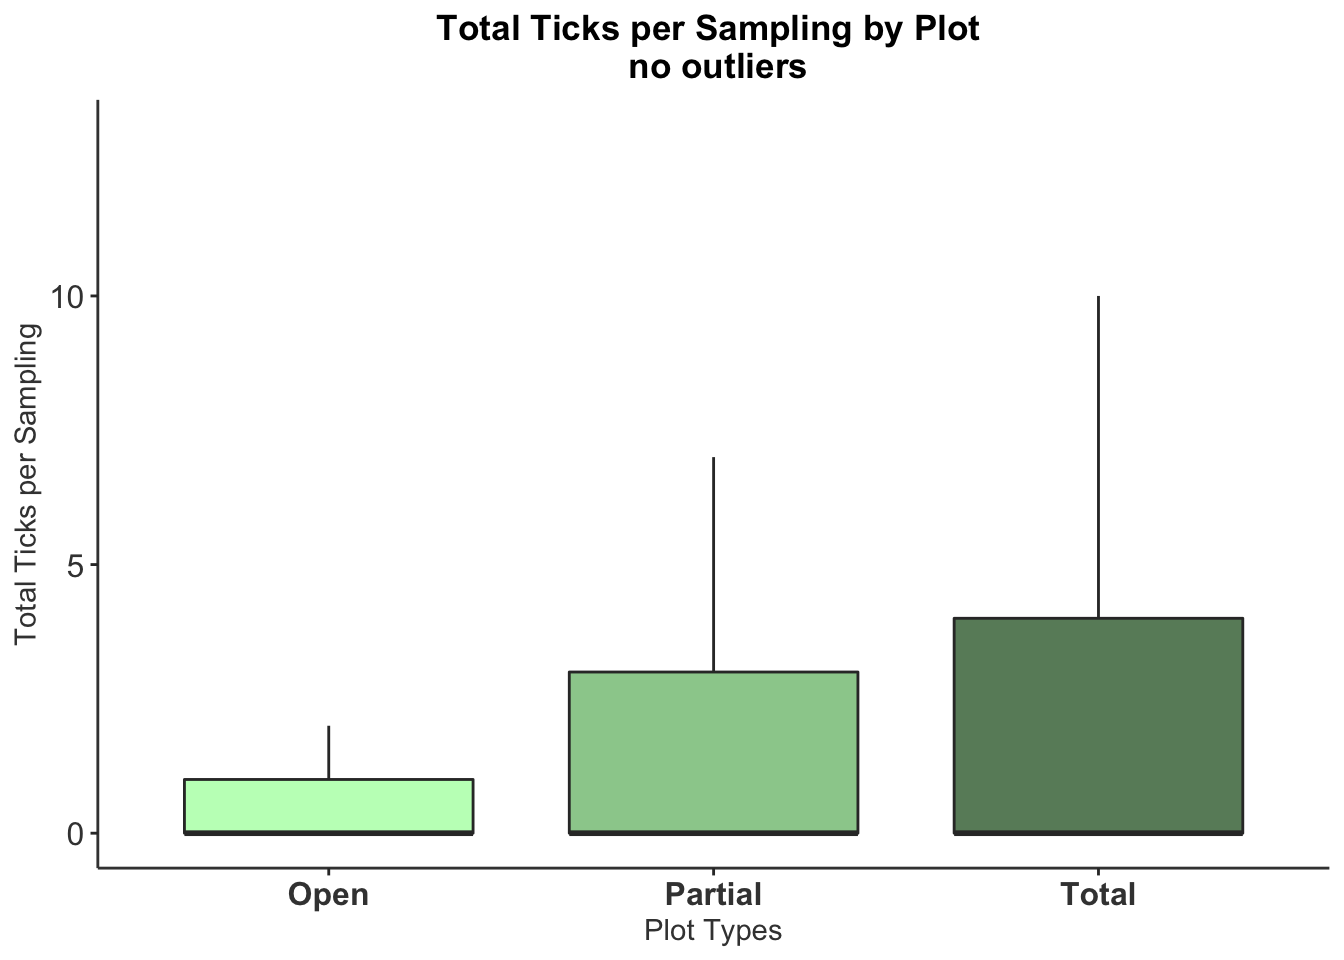 Total Ticks per Sampling by Plot
no outliers
Total Ticks per Sampling
10
5
0
Open Partial Total
Plot Types